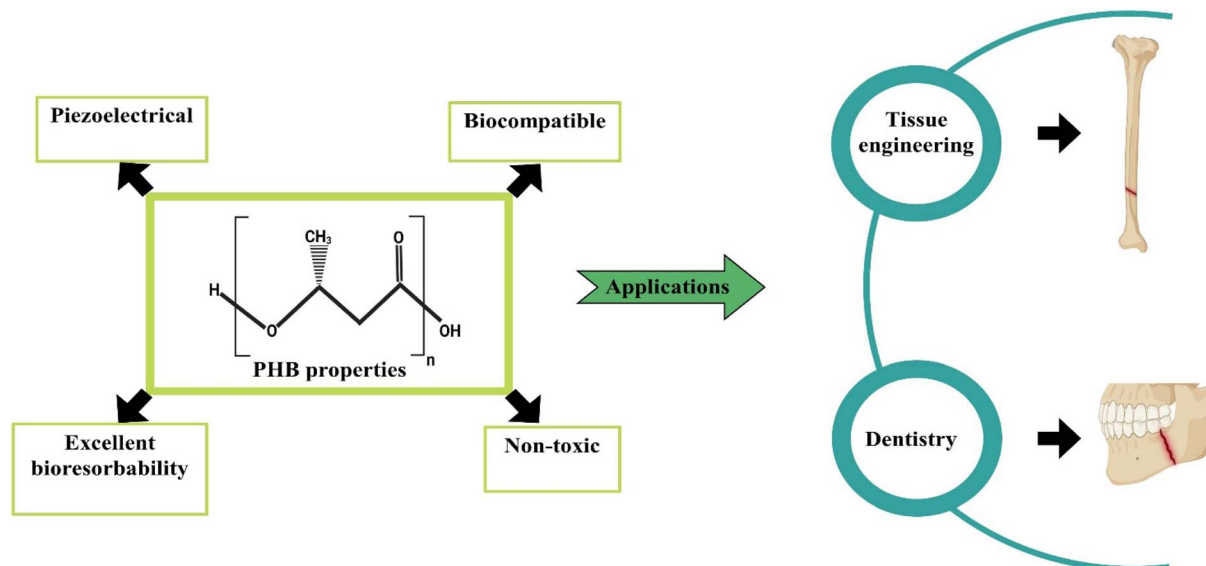 Piezoelectrical
Biocompatible
CH₃
O
H
O
OH
n
PHB properties
Excellent
bioresorbability
Non-toxic
Applications
Tissue
engineering
Dentistry